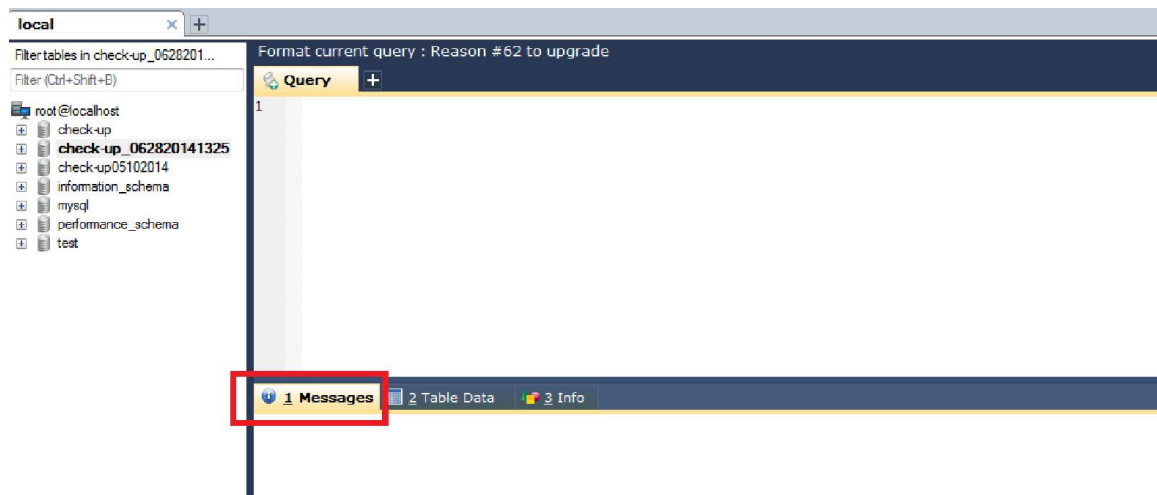 local
Filter tables in check-up_0628201...
Filter (Ctrl+Shift+B)
root@localhost
check-up
check-up_062820141325
check-up05102014
information_schema
mysql
performance_schema
test
Format current query : Reason #62 to upgrade
Query
1
1 Messages
2 Table Data
3 Info